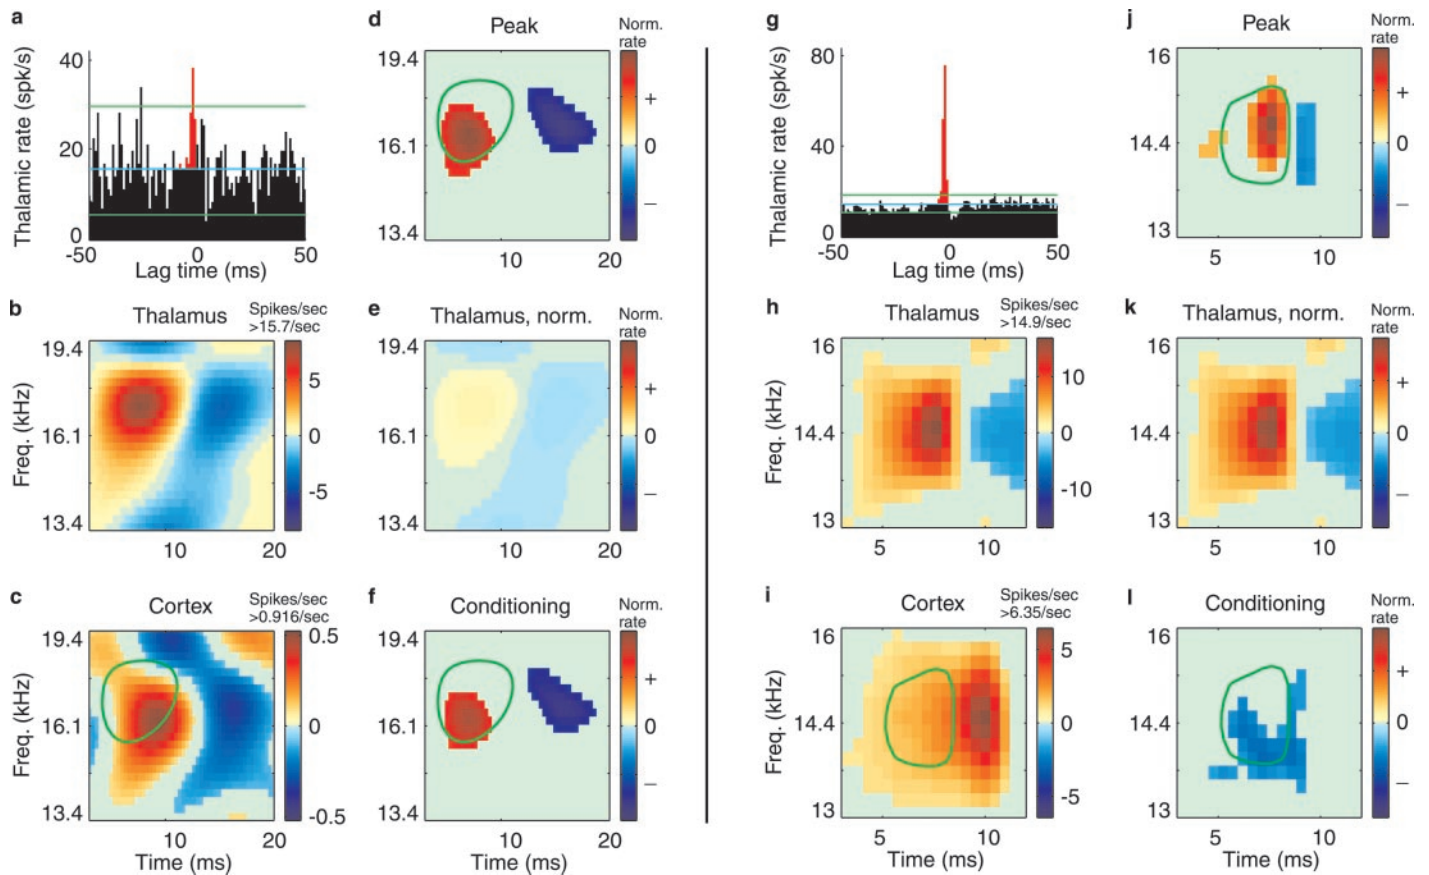 a
Thalamic rate (spk/s)
40
20
0
-50
0
50
Lag time (ms)
d
Peak
Norm.
rate
19.4
16.1
13.4
10
20
+
0
—
b
Thalamus
Spikes/sec
>15.7/sec
Freq. (kHz)
19.4
16.1
13.4
10
20
5
0
-5
e
Thalamus, norm.
Norm.
rate
19.4
16.1
13.4
10
20
+
0
—
c
Cortex
Spikes/sec
>0.916/sec
Freq. (kHz)
19.4
16.1
13.4
10
20
Time (ms)
0.5
0
-0.5
f
Conditioning
Norm.
rate
19.4
16.1
13.4
10
20
Time (ms)
+
0
—
g
Thalamic rate (spk/s)
80
40
0
-50
0
50
Lag time (ms)
j
Peak
Norm.
rate
16
14.4
13
5
10
+
0
—
h
Thalamus
Spikes/sec
>14.9/sec
Freq. (kHz)
16
14.4
13
5
10
10
0
-10
k
Thalamus, norm.
Norm.
rate
16
14.4
13
5
10
+
0
—
i
Cortex
Spikes/sec
>6.35/sec
Freq. (kHz)
16
14.4
13
5
10
Time (ms)
5
0
-5
l
Conditioning
Norm.
rate
16
14.4
13
5
10
Time (ms)
+
0
—